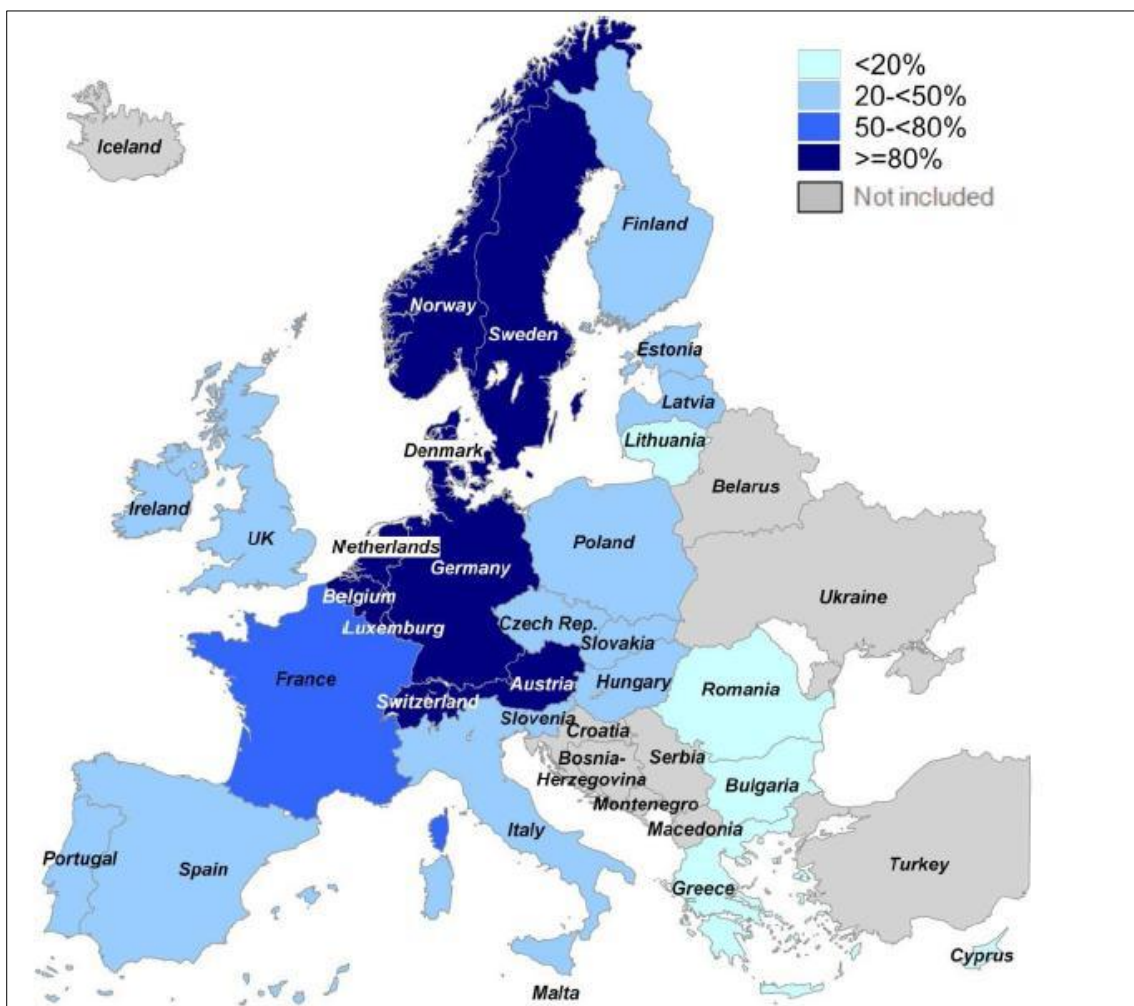 <20%
20-<50%
50-<80%
>=80%
Not included
Iceland
Finland
Norway
Sweden
Estonia
Latvia
Lithuania
Denmark
Belarus
Ireland
UK
Netherlands
Germany
Poland
Belgium
Ukraine
Luxemburg
Czech Rep.
Slovakia
France
Austria
Hungary
Switzerland
Romania
Slovenia
Croatia
Bosnia-
Herzegovina
Serbia
Bulgaria
Montenegro
Macedonia
Italy
Portugal
Spain
Turkey
Greece
Cyprus
Malta